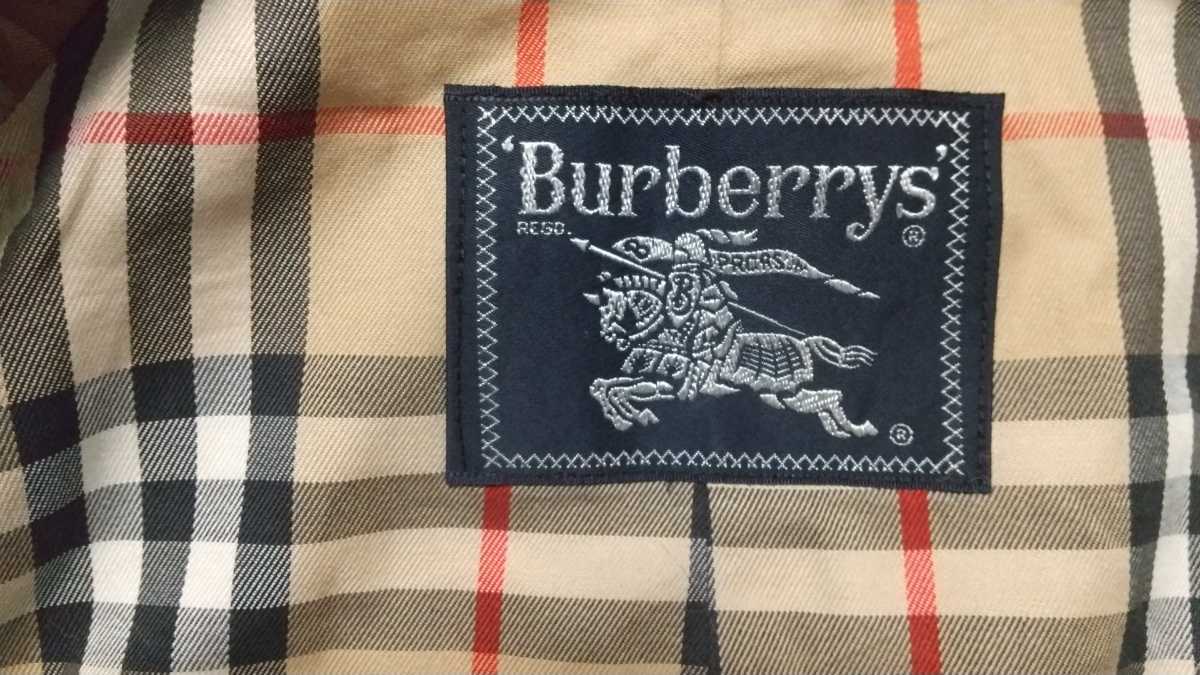 'Burberrys'
REGD. ®
B PRORSUM
B
®